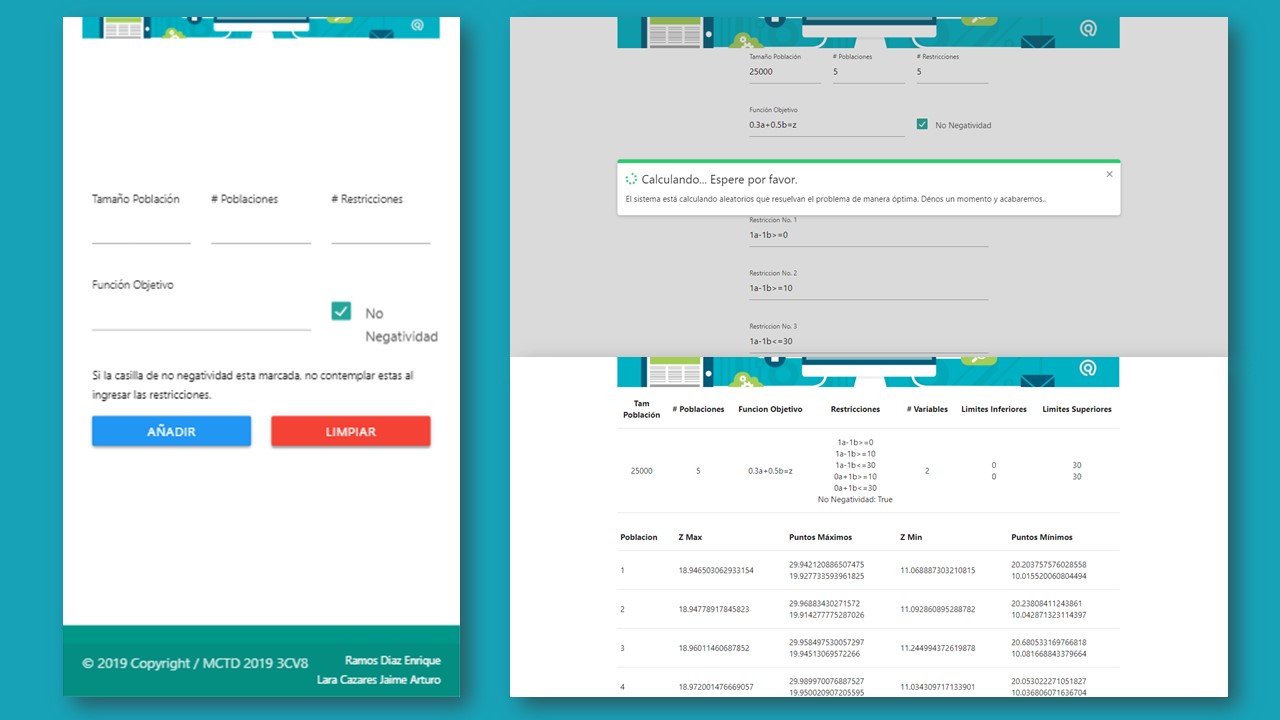 Tamaño Población # Poblaciones # Restricciones
Función Objetivo
No
Negatividad
Si la casilla de no negatividad esta marcada, no contemplar estas al
ingresar las restricciones.
AÑADIR LIMPIAR
© 2019 Copyright / MCTD 2019 3CV8
Ramos Diaz Enrique
Lara Cazares Jaime Arturo
Tamaño Población # Poblaciones # Restricciones
25000 5 5
Función Objetivo
0.3a+0.5b=z
No Negatividad
Calculando... Espere por favor.
El sistema está calculando aleatorios que resuelvan el problema de manera óptima. Dénos un momento y acabaremos..
Restriccion No. 1
1a-1b>=0
Restriccion No. 2
1a-1b>=10
Restriccion No. 3
1a-1b<=30
Tam
Población
# Poblaciones Funcion Objetivo Restricciones # Variables Limites Inferiores Limites Superiores
1a-1b>=0
1a-1b>=10
1a-1b<=30
0a+1b>=10
0a+1b<=30
No Negatividad: True
25000 5 0.3a+0.5b=z 2
0 30
0 30
Poblacion Z Max Puntos Máximos Z Min Puntos Mínimos
1 18.946503062933154 29.942120886507475 11.068887303210815 20.203757576028558
19.927733593961825 10.015520060804494
2 18.94778917845823 29.96883430271572 11.092860895288782 20.23808411243861
19.914277775287026 10.042871323114397
3 18.96011460687852 29.958497530057297 11.244994372619878 20.680533169766818
19.94513069572266 10.081668843379664
4 18.972001476669057 29.989970076887527 11.034309717133901 20.053022271051827
19.950020907205595 10.036806071636704